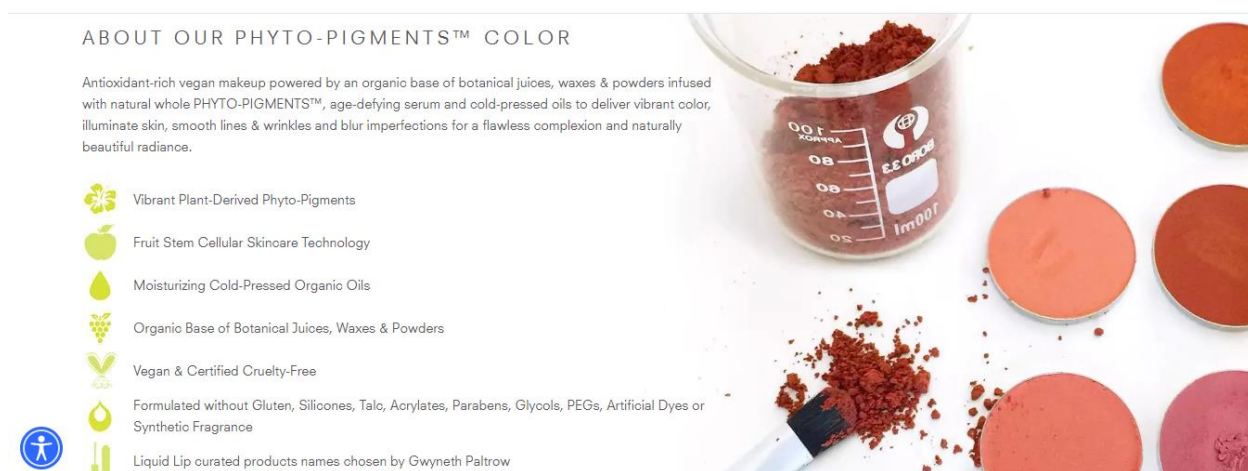 ABOUT OUR PHYTO-PIGMENTS™ COLOR
Antioxidant-rich vegan makeup powered by an organic base of botanical juices, waxes & powders infused
with natural whole PHYTO-PIGMENTS™, age-defying serum and cold-pressed oils to deliver vibrant color,
illuminate skin, smooth lines & wrinkles and blur imperfections for a flawless complexion and naturally
beautiful radiance.
Vibrant Plant-Derived Phyto-Pigments
Fruit Stem Cellular Skincare Technology
Moisturizing Cold-Pressed Organic Oils
Organic Base of Botanical Juices, Waxes & Powders
Vegan & Certified Cruelty-Free
Formulated without Gluten, Silicones, Talc, Acrylates, Parabens, Glycols, PEGs, Artificial Dyes or
Synthetic Fragrance
Liquid Lip curated products names chosen by Gwyneth Paltrow
100
APPROX
80
60
40
20
BORO 3.3
100ml